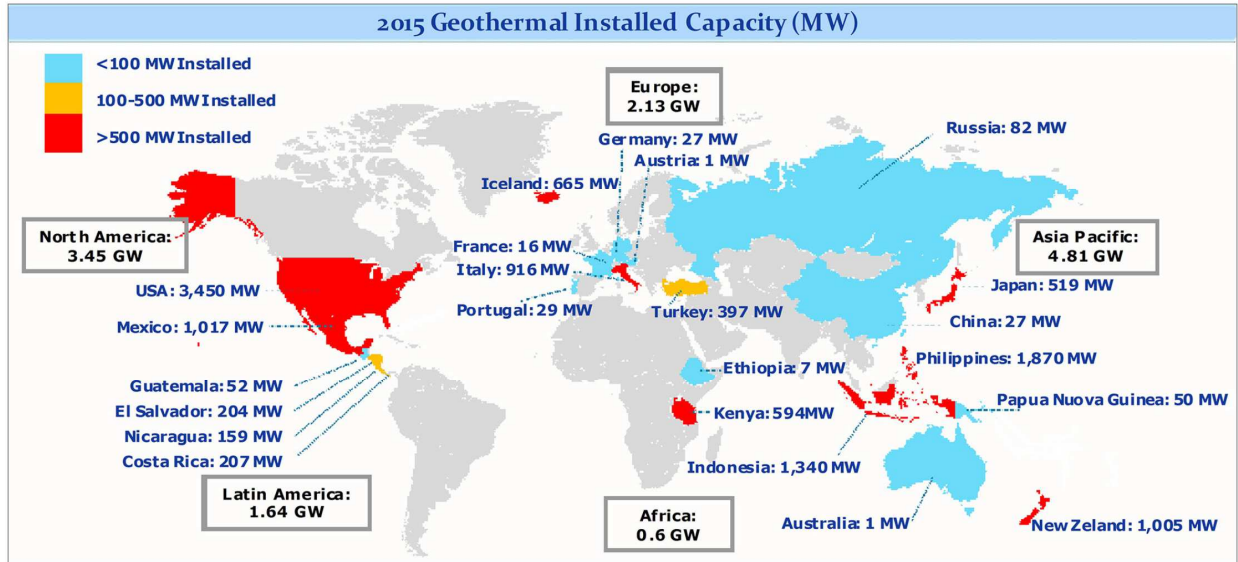 2015 Geothermal Installed Capacity (MW)
<100 MW Installed
100-500 MW Installed
>500 MW Installed
Europe:
2.13 GW
Germany: 27 MW
Austria: 1 MW
Russia: 82 MW
Iceland: 665 MW
North America:
3.45 GW
Asia Pacific:
4.81 GW
France: 16 MW
Italy: 916 MW
Portugal: 29 MW
Turkey: 397 MW
USA: 3,450 MW
Mexico: 1,017 MW
Japan: 519 MW
China: 27 MW
Philippines: 1,870 MW
Guatemala: 52 MW
El Salvador: 204 MW
Nicaragua: 159 MW
Costa Rica: 207 MW
Ethiopia: 7 MW
Kenya: 594MW
Papua Nuova Guinea: 50 MW
Indonesia: 1,340 MW
Latin America:
1.64 GW
Africa:
0.6 GW
Australia: 1 MW
New Zeland: 1,005 MW